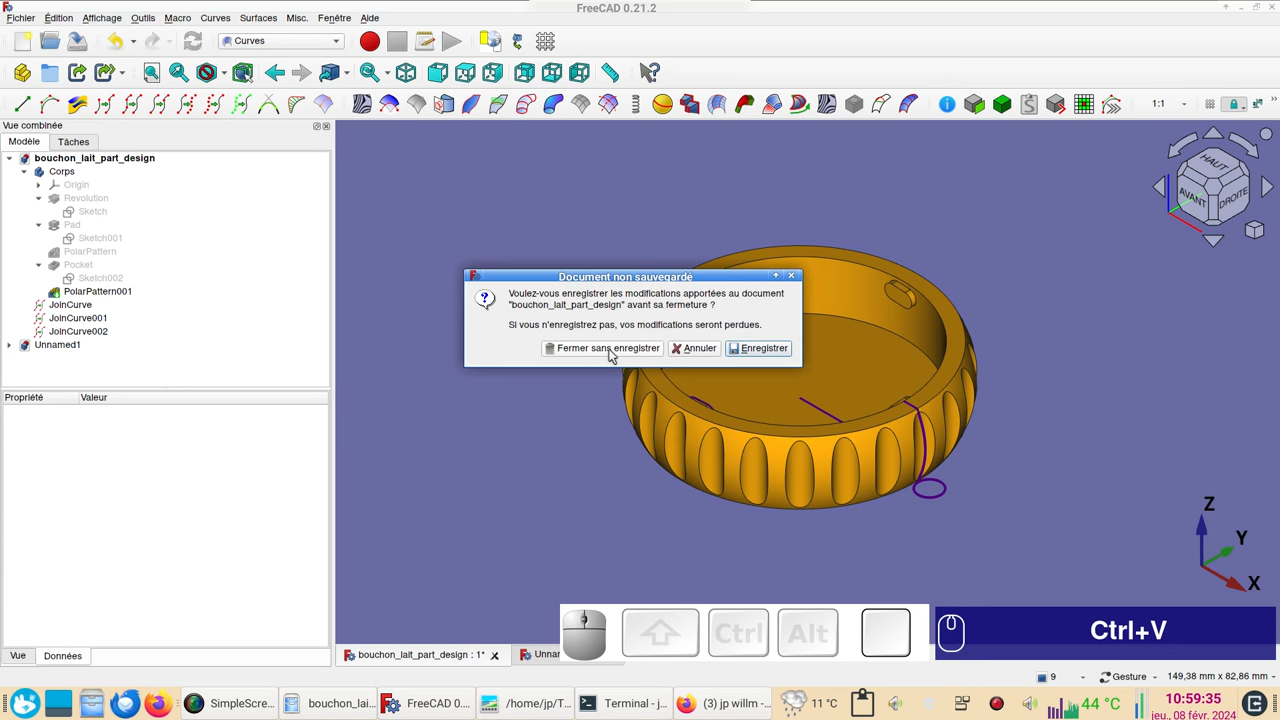 FreeCAD 0.21.2
Fichier Édition Affichage Outils Macro Curves Surfaces Misc. Fenêtre Aide
Curves
1:1
Vue combinée
Modèle Tâches
bouchon_lait_part_design
Corps
Origin
Revolution
Sketch
Pad
Sketch001
PolarPattern
Pocket
Sketch002
PolarPattern001
JoinCurve
JoinCurve001
JoinCurve002
Unnamed1
Propriété Valeur
Vue Données
HAUT
AVANT
DROITE
Document non sauvegardé
Voulez-vous enregistrer les modifications apportées au document
"bouchon_lait_part_design" avant sa fermeture ?
Si vous n'enregistrez pas, vos modifications seront perdues.
Fermer sans enregistrer Annuler Enregistrer
Z
Y
X
Ctrl Alt
Ctrl+V
bouchon_lait_part_design : 1* Unnar
9 Gesture 149,38 mm x 82,86 mm
SimpleScre... bouchon_lai... FreeCAD 0... /home/jp/T... Terminal - j... (3) jp willm -... 11 °C 44 °C 10:59:35
jeu., 08 févr. 2024